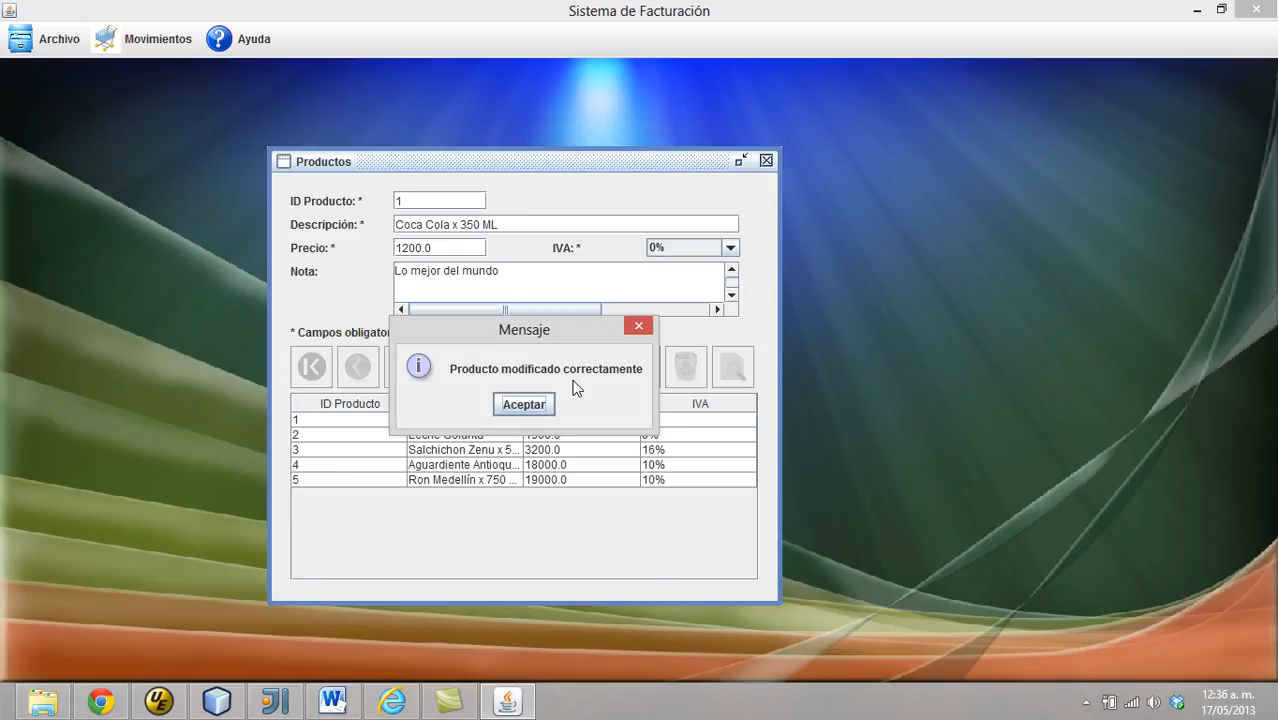 Sistema de Facturación
Archivo Movimientos Ayuda
Productos
ID Producto: * 1
Descripción: * Coca Cola x 350 ML
Precio: * 1200.0 IVA: * 0%
Nota: Lo mejor del mundo
* Campos obligator
Mensaje
Producto modificado correctamente
Aceptar
ID Producto IVA
1
2
3 Salchichon Zenu x 5... 3200.0 16%
4 Aguardiente Antioqu... 18000.0 10%
5 Ron Medellín x 750 ... 19000.0 10%
12:36 a. m.
17/05/2013